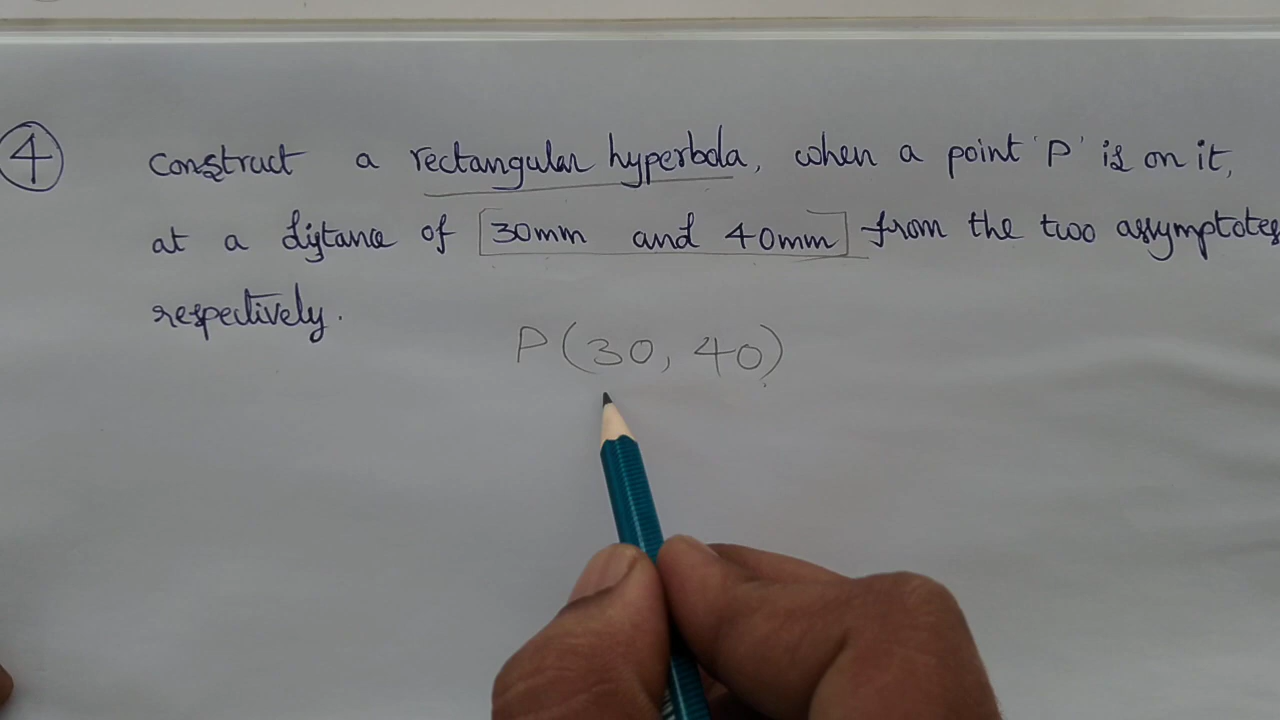 4 construct a rectangular hyperbola, when a point 'P' is on it,
at a distance of 30mm and 40mm from the two assymptotes
respectively.
P(30, 40)